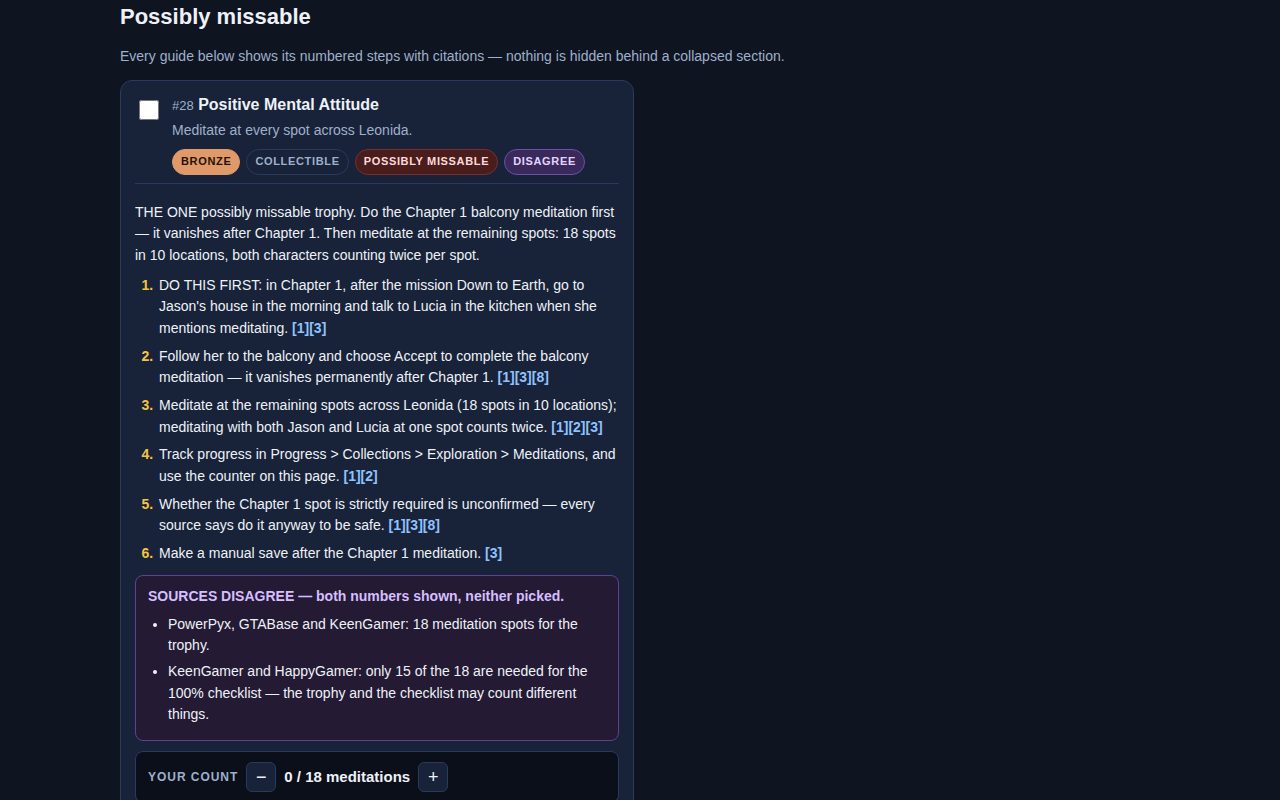 Possibly missable
Every guide below shows its numbered steps with citations — nothing is hidden behind a collapsed section.
#28 Positive Mental Attitude
Meditate at every spot across Leonida.
BRONZE COLLECTIBLE POSSIBLY MISSABLE DISAGREE
THE ONE possibly missable trophy. Do the Chapter 1 balcony meditation first
— it vanishes after Chapter 1. Then meditate at the remaining spots: 18 spots
in 10 locations, both characters counting twice per spot.
1. DO THIS FIRST: in Chapter 1, after the mission Down to Earth, go to
Jason's house in the morning and talk to Lucia in the kitchen when she
mentions meditating. [1][3]
2. Follow her to the balcony and choose Accept to complete the balcony
meditation — it vanishes permanently after Chapter 1. [1][3][8]
3. Meditate at the remaining spots across Leonida (18 spots in 10 locations);
meditating with both Jason and Lucia at one spot counts twice. [1][2][3]
4. Track progress in Progress > Collections > Exploration > Meditations, and
use the counter on this page. [1][2]
5. Whether the Chapter 1 spot is strictly required is unconfirmed — every
source says do it anyway to be safe. [1][3][8]
6. Make a manual save after the Chapter 1 meditation. [3]
SOURCES DISAGREE — both numbers shown, neither picked.
• PowerPyx, GTABase and KeenGamer: 18 meditation spots for the
trophy.
• KeenGamer and HappyGamer: only 15 of the 18 are needed for the
100% checklist — the trophy and the checklist may count different
things.
YOUR COUNT − 0 / 18 meditations +